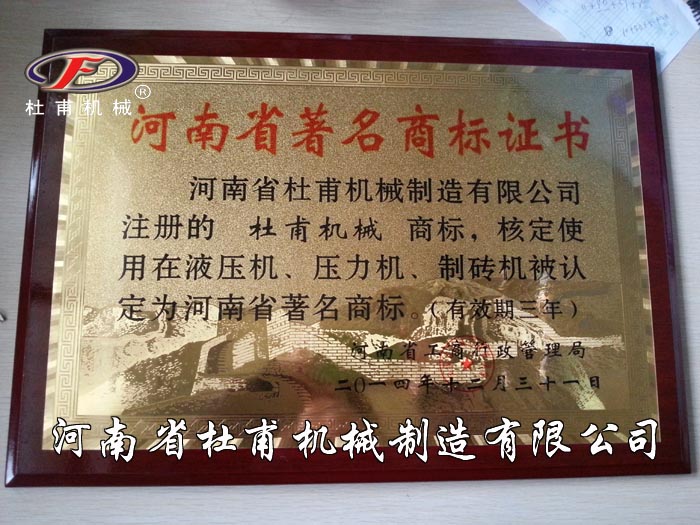 杜甫机械®
河南省著名商标证书
河南省杜甫机械制造有限公司
注册的 杜甫机械 商标，核定使
用在液压机、压力机、制砖机被认
定为河南省著名商标。（有效期三年）
河南省工商行政管理局
二〇一四年十二月三十一日
河南省杜甫机械制造有限公司